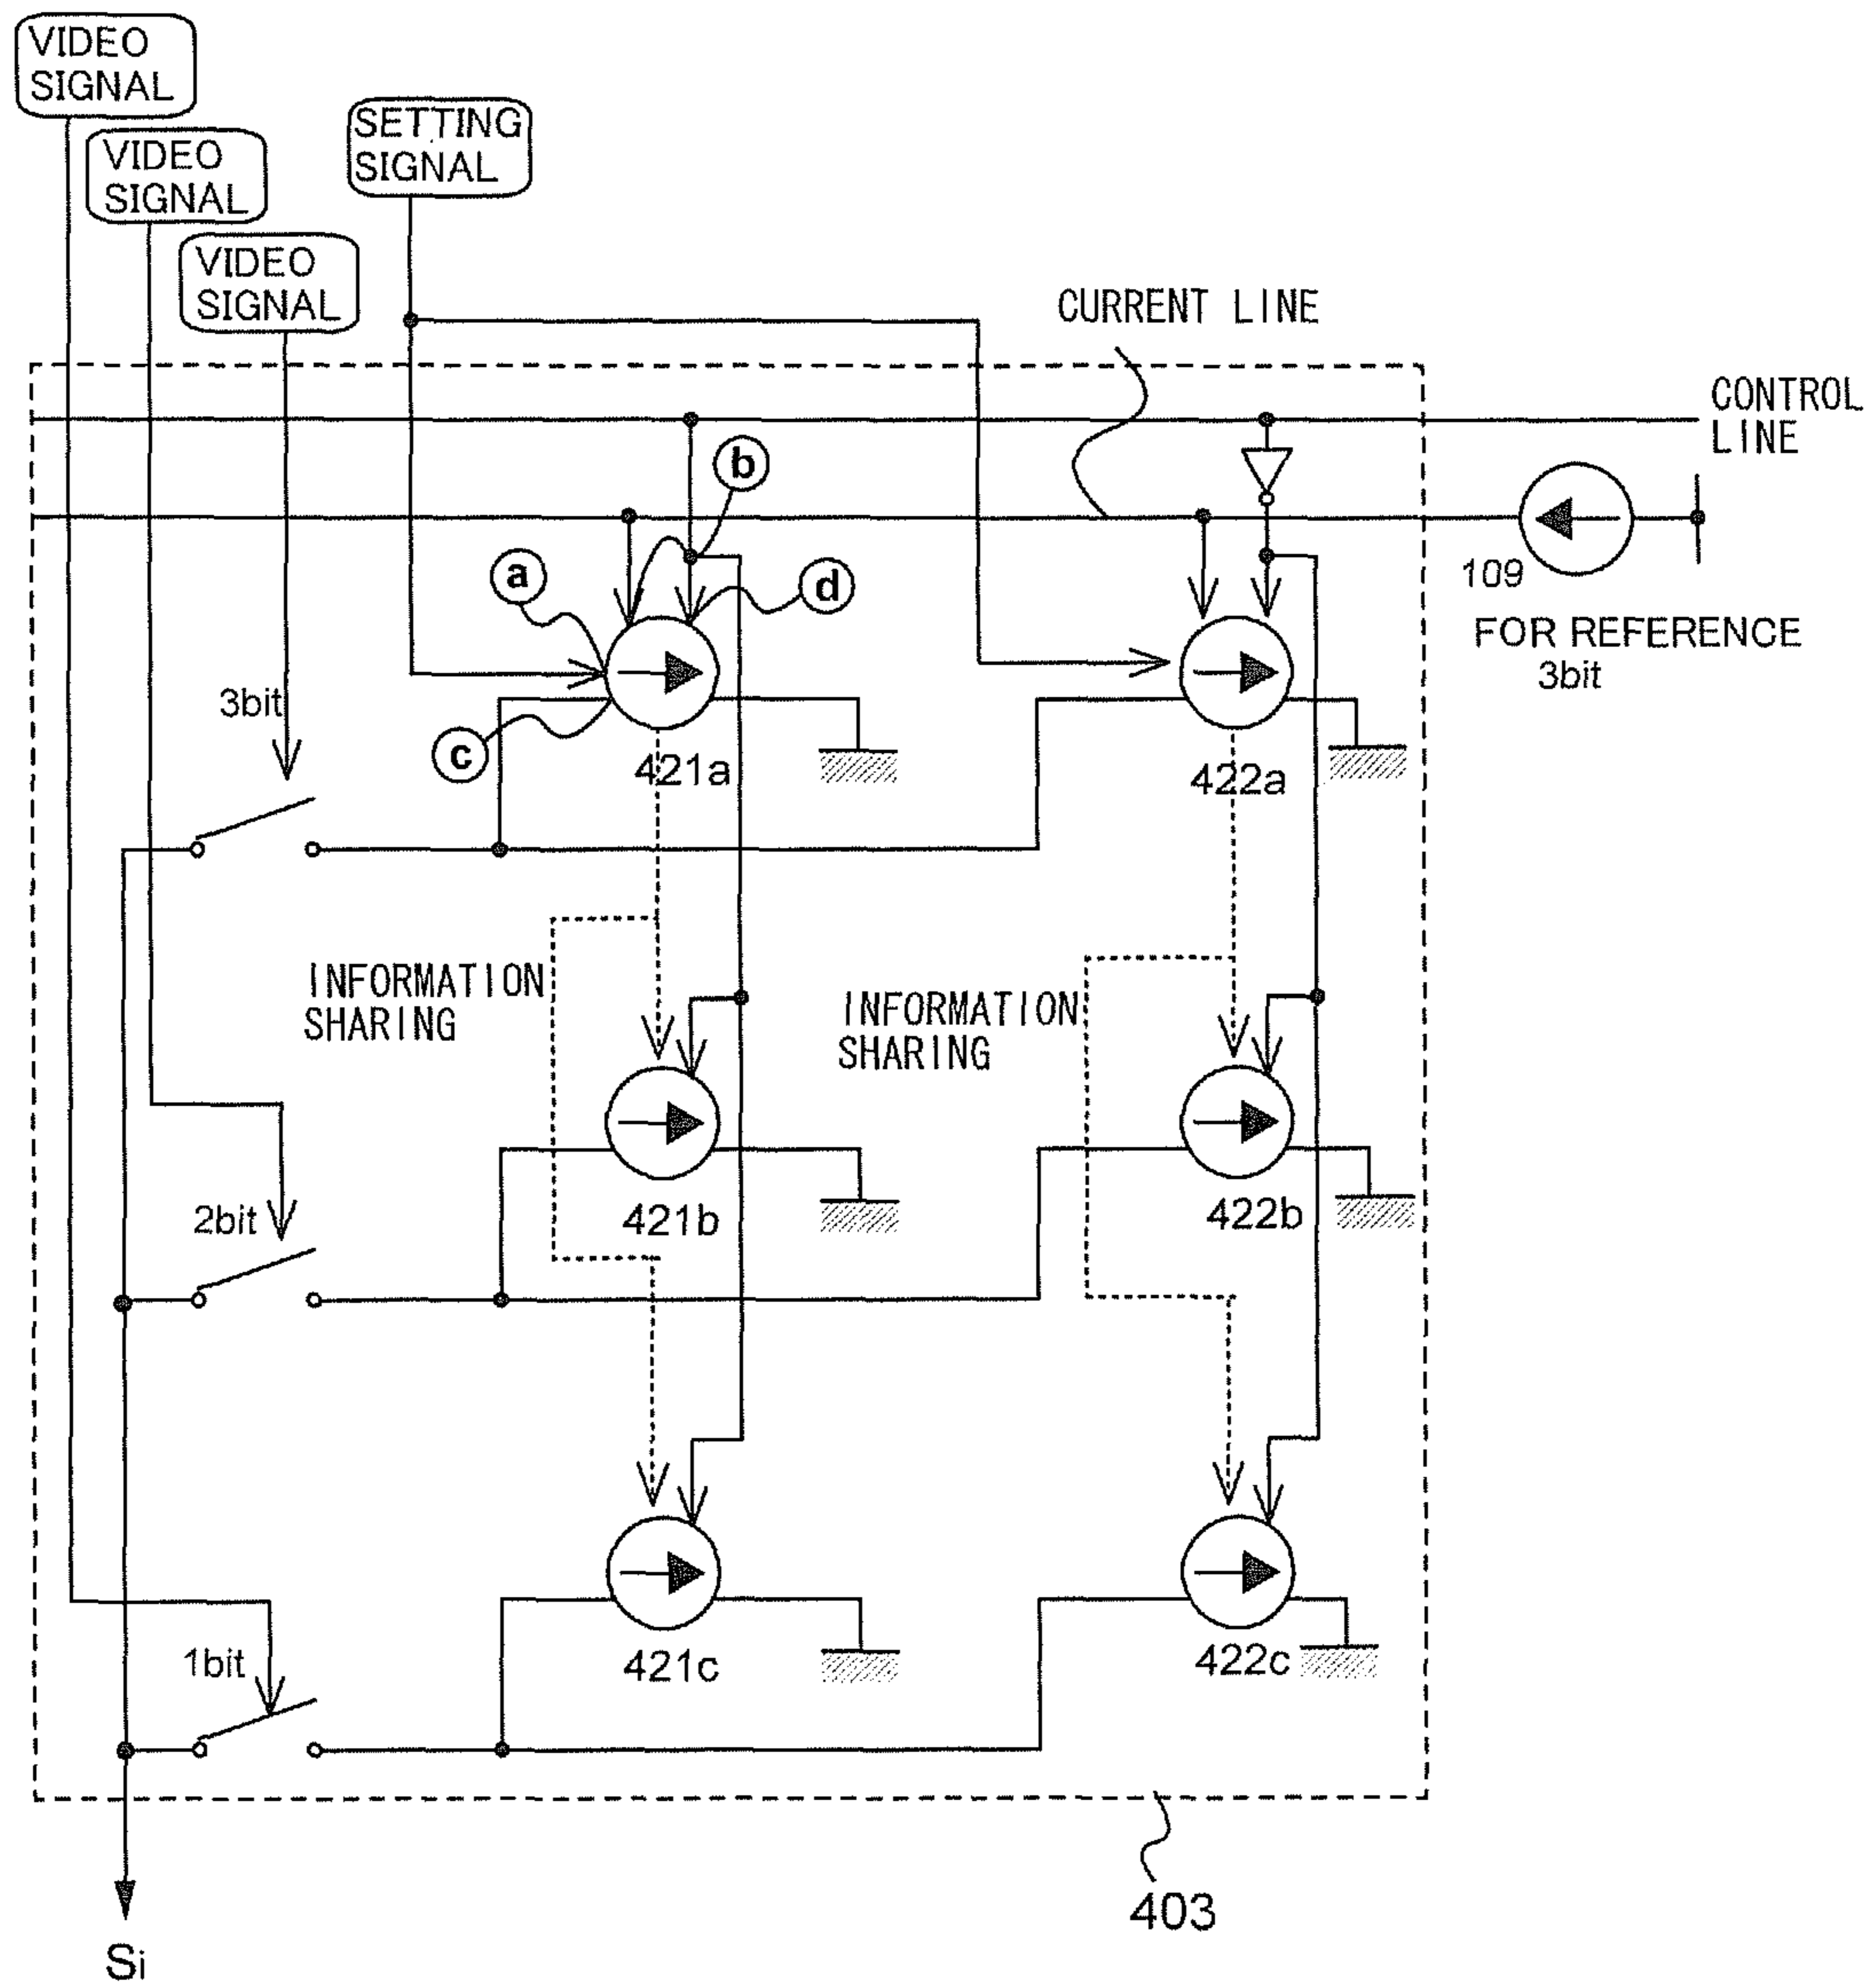 VIDEO
SIGNAL
VIDEO
SIGNAL
VIDEO
SIGNAL
SETTING
SIGNAL
CURRENT LINE
CONTROL
LINE
b
a
d
c
109
FOR REFERENCE
3bit
3bit
421a
422a
INFORMATION
SHARING
INFORMATION
SHARING
2bit
421b
422b
1bit
421c
422c
403
Si